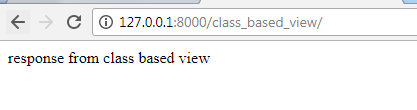 127.0.0.1:8000/class_based_view/
response from class based view